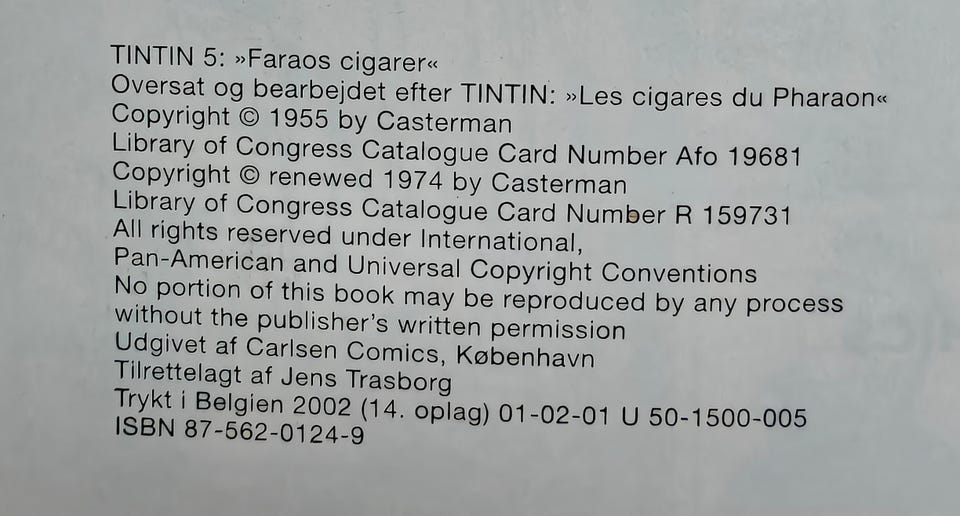 TINTIN 5: »Faraos cigarer«
Oversat og bearbejdet efter TINTIN: »Les cigares du Pharaon«
Copyright © 1955 by Casterman
Library of Congress Catalogue Card Number Afo 19681
Copyright © renewed 1974 by Casterman
Library of Congress Catalogue Card Number R 159731
All rights reserved under International,
Pan-American and Universal Copyright Conventions
No portion of this book may be reproduced by any process
without the publisher's written permission
Udgivet af Carlsen Comics, København
Tilrettelagt af Jens Trasborg
Trykt i Belgien 2002 (14. oplag) 01-02-01 U 50-1500-005
ISBN 87-562-0124-9